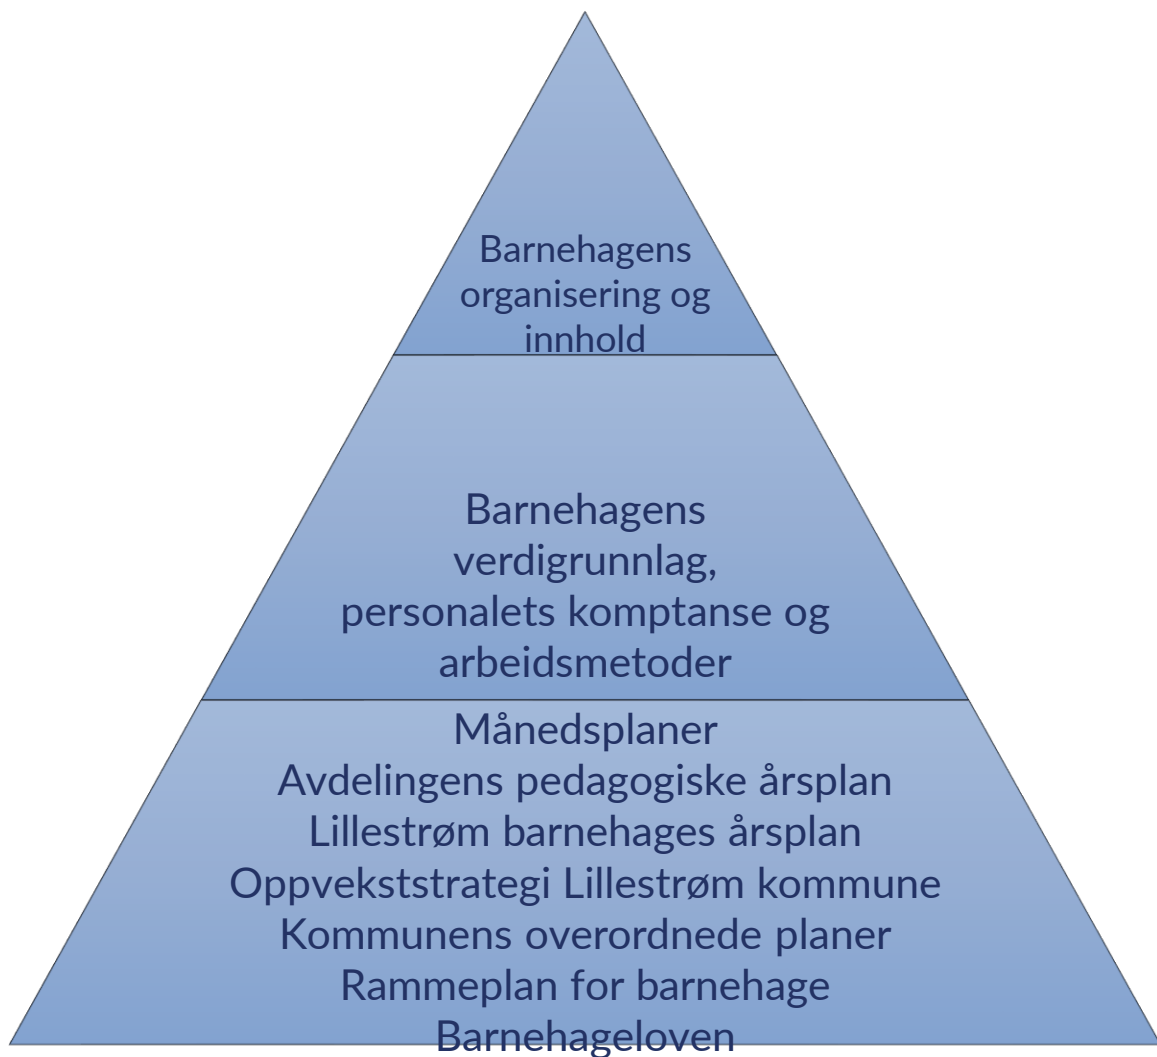 Barnehagens
organisering og
innhold
Barnehagens
verdigrunnlag,
personalets komptanse og
arbeidsmetoder
Månedsplaner
Avdelingens pedagogiske årsplan
Lillestrøm barnehages årsplan
Oppvekststrategi Lillestrøm kommune
Kommunens overordnede planer
Rammeplan for barnehage
Barnehageloven